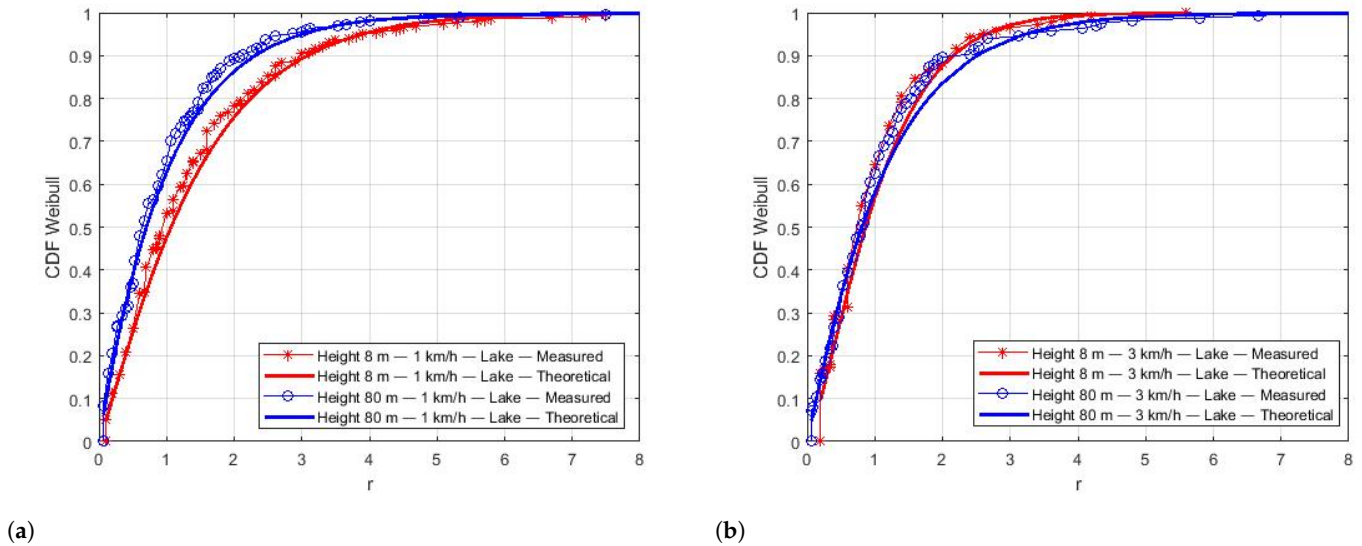 1
0.9
0.8
0.7
0.6
0.5
0.4
0.3
0.2
0.1
0
CDF Weibull
Height 8 m — 1 km/h — Lake — Measured
Height 8 m — 1 km/h — Lake — Theoretical
Height 80 m — 1 km/h — Lake — Measured
Height 80 m — 1 km/h — Lake — Theoretical
0 1 2 3 4 5 6 7 8
r
(a)
1
0.9
0.8
0.7
0.6
0.5
0.4
0.3
0.2
0.1
0
CDF Weibull
Height 8 m — 3 km/h — Lake — Measured
Height 8 m — 3 km/h — Lake — Theoretical
Height 80 m — 3 km/h — Lake — Measured
Height 80 m — 3 km/h — Lake — Theoretical
0 1 2 3 4 5 6 7 8
r
(b)